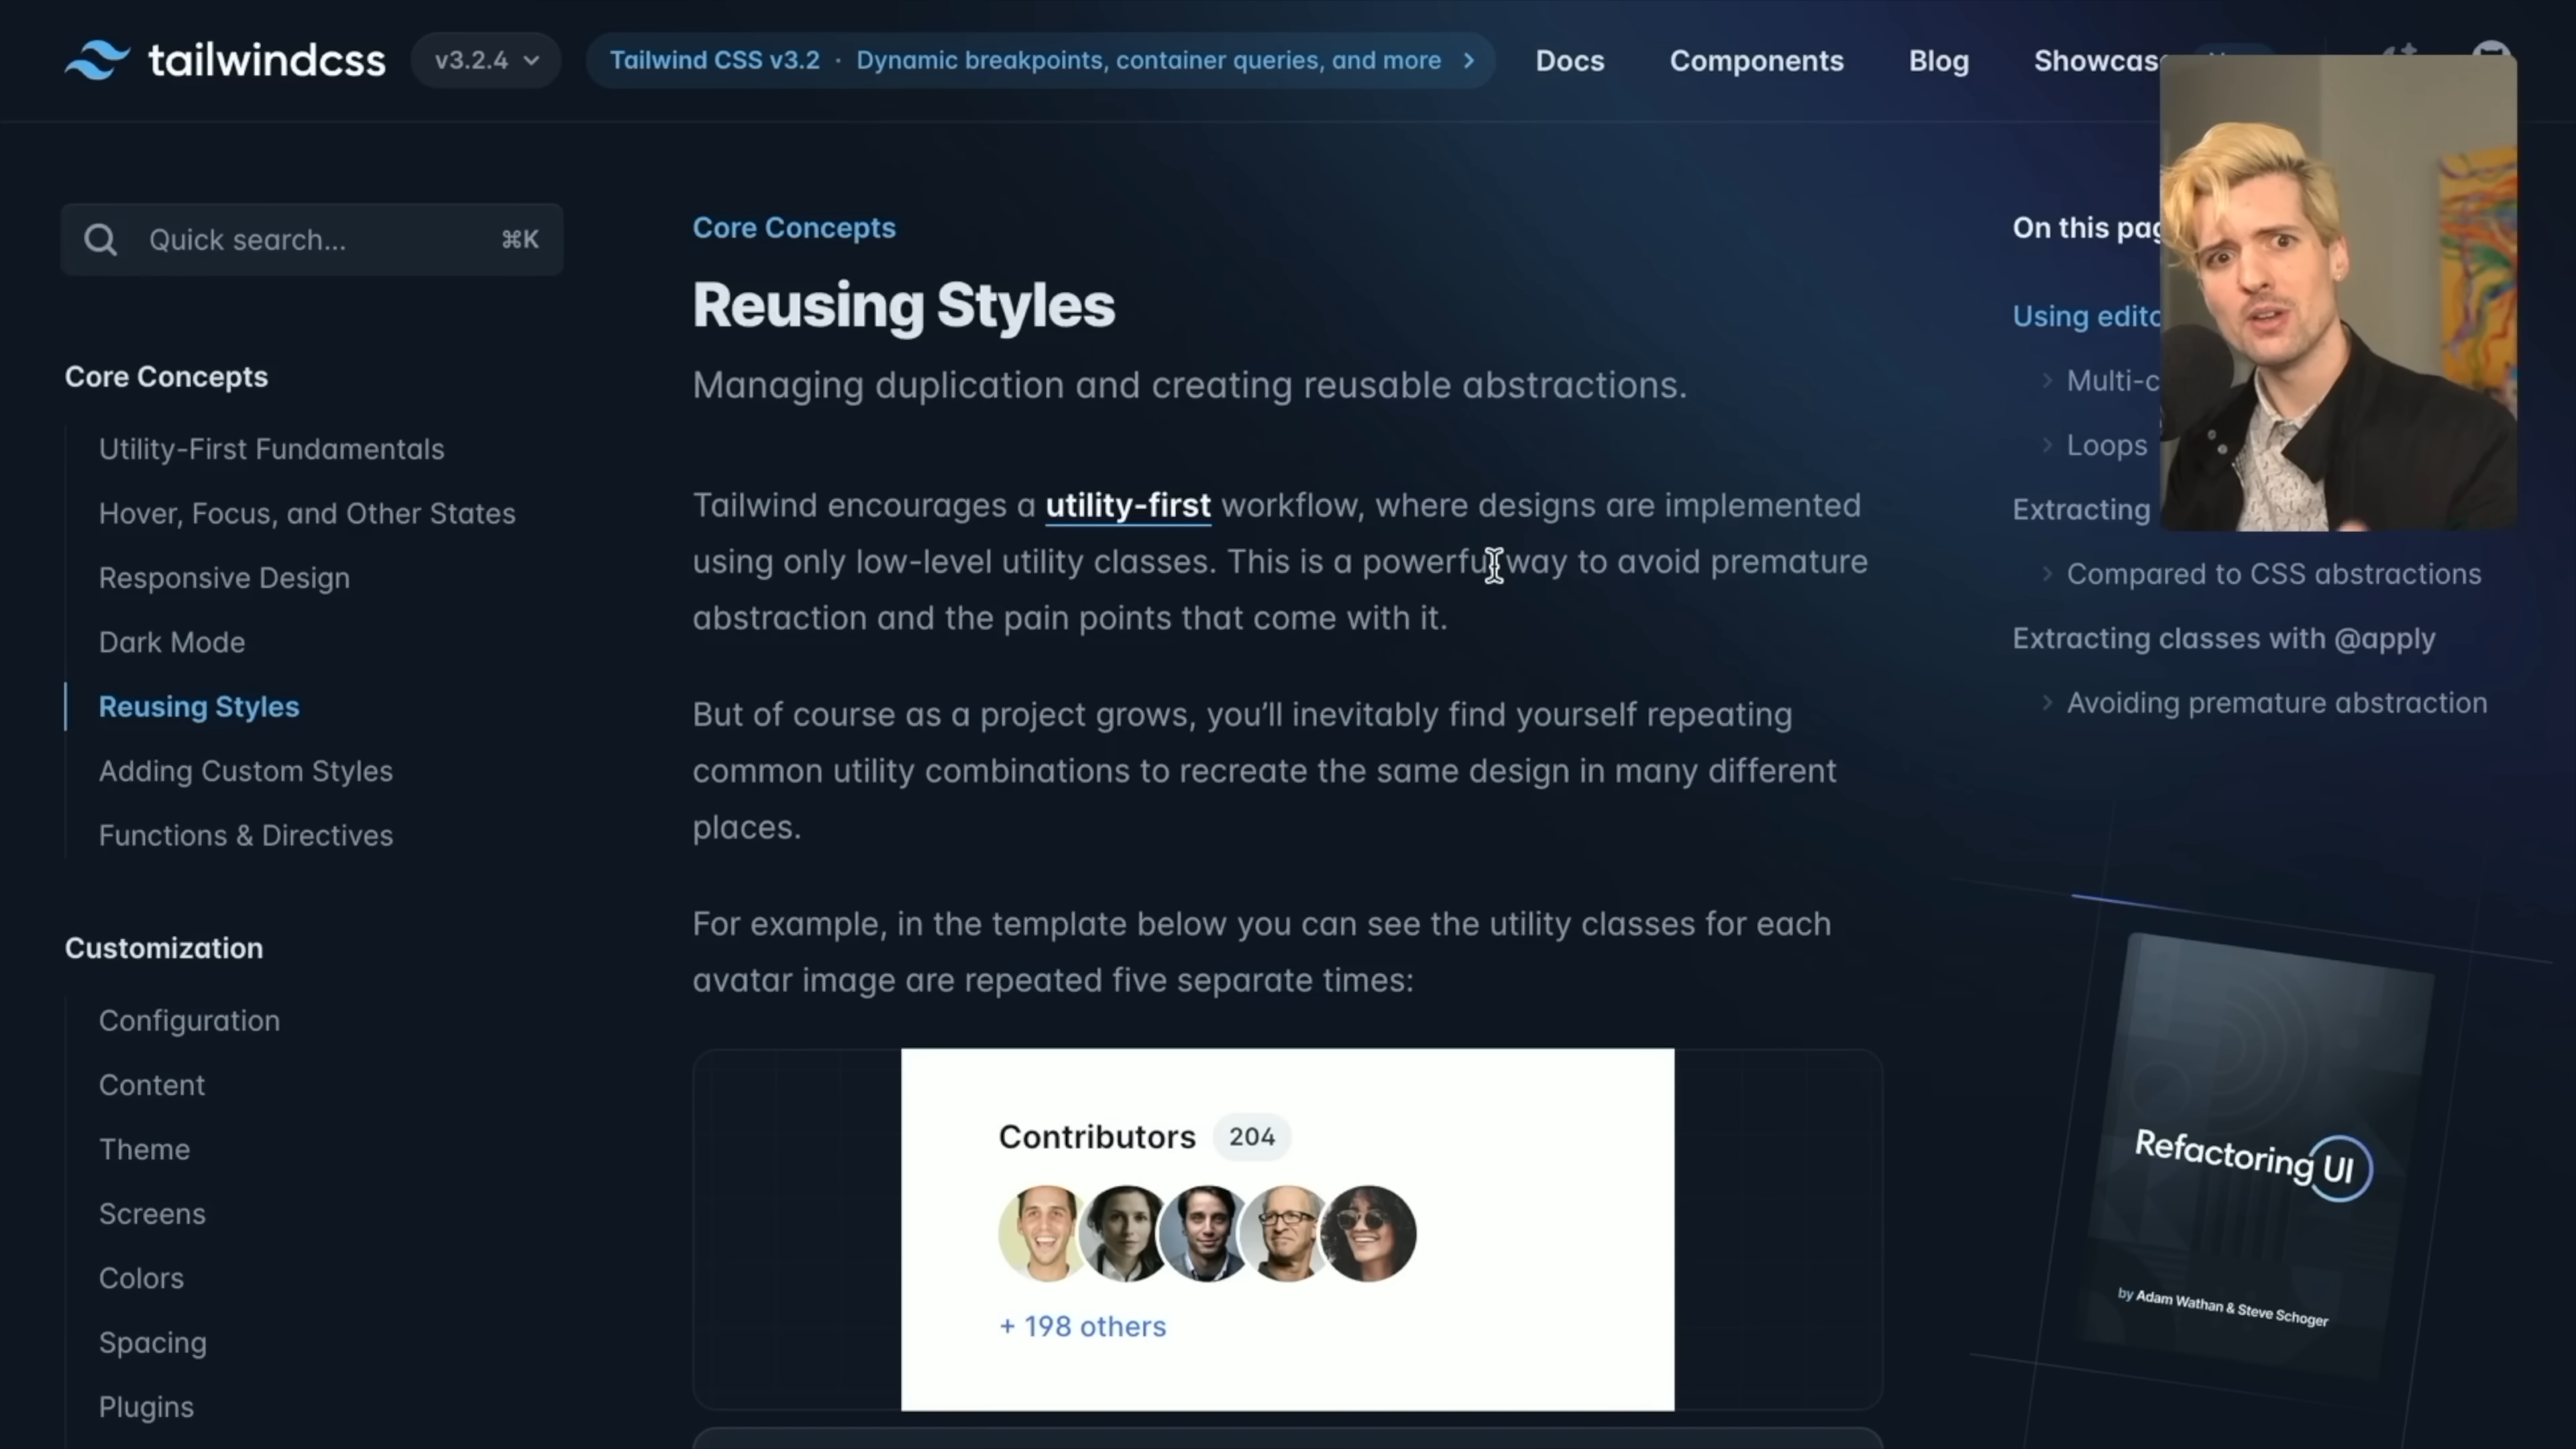 tailwindcss
v3.2.4
Tailwind CSS v3.2 · Dynamic breakpoints, container queries, and more
Docs
Components
Blog
Quick search...
⌘K
Core Concepts
Utility-First Fundamentals
Hover, Focus, and Other States
Responsive Design
Dark Mode
Reusing Styles
Adding Custom Styles
Functions & Directives
Customization
Configuration
Content
Theme
Screens
Colors
Spacing
Plugins
Core Concepts
Reusing Styles
Managing duplication and creating reusable abstractions.
Tailwind encourages a utility-first workflow, where designs are implemented
using only low-level utility classes. This is a powerful way to avoid premature
abstraction and the pain points that come with it.
But of course as a project grows, you’ll inevitably find yourself repeating
common utility combinations to recreate the same design in many different
places.
For example, in the template below you can see the utility classes for each
avatar image are repeated five separate times:
Contributors 204
+ 198 others
On this
Using
Loops
Extracting
Compared to CSS abstractions
Extracting classes with @apply
Avoiding premature abstraction
Refactoring UI
by Adam Wathan & Steve Schoger